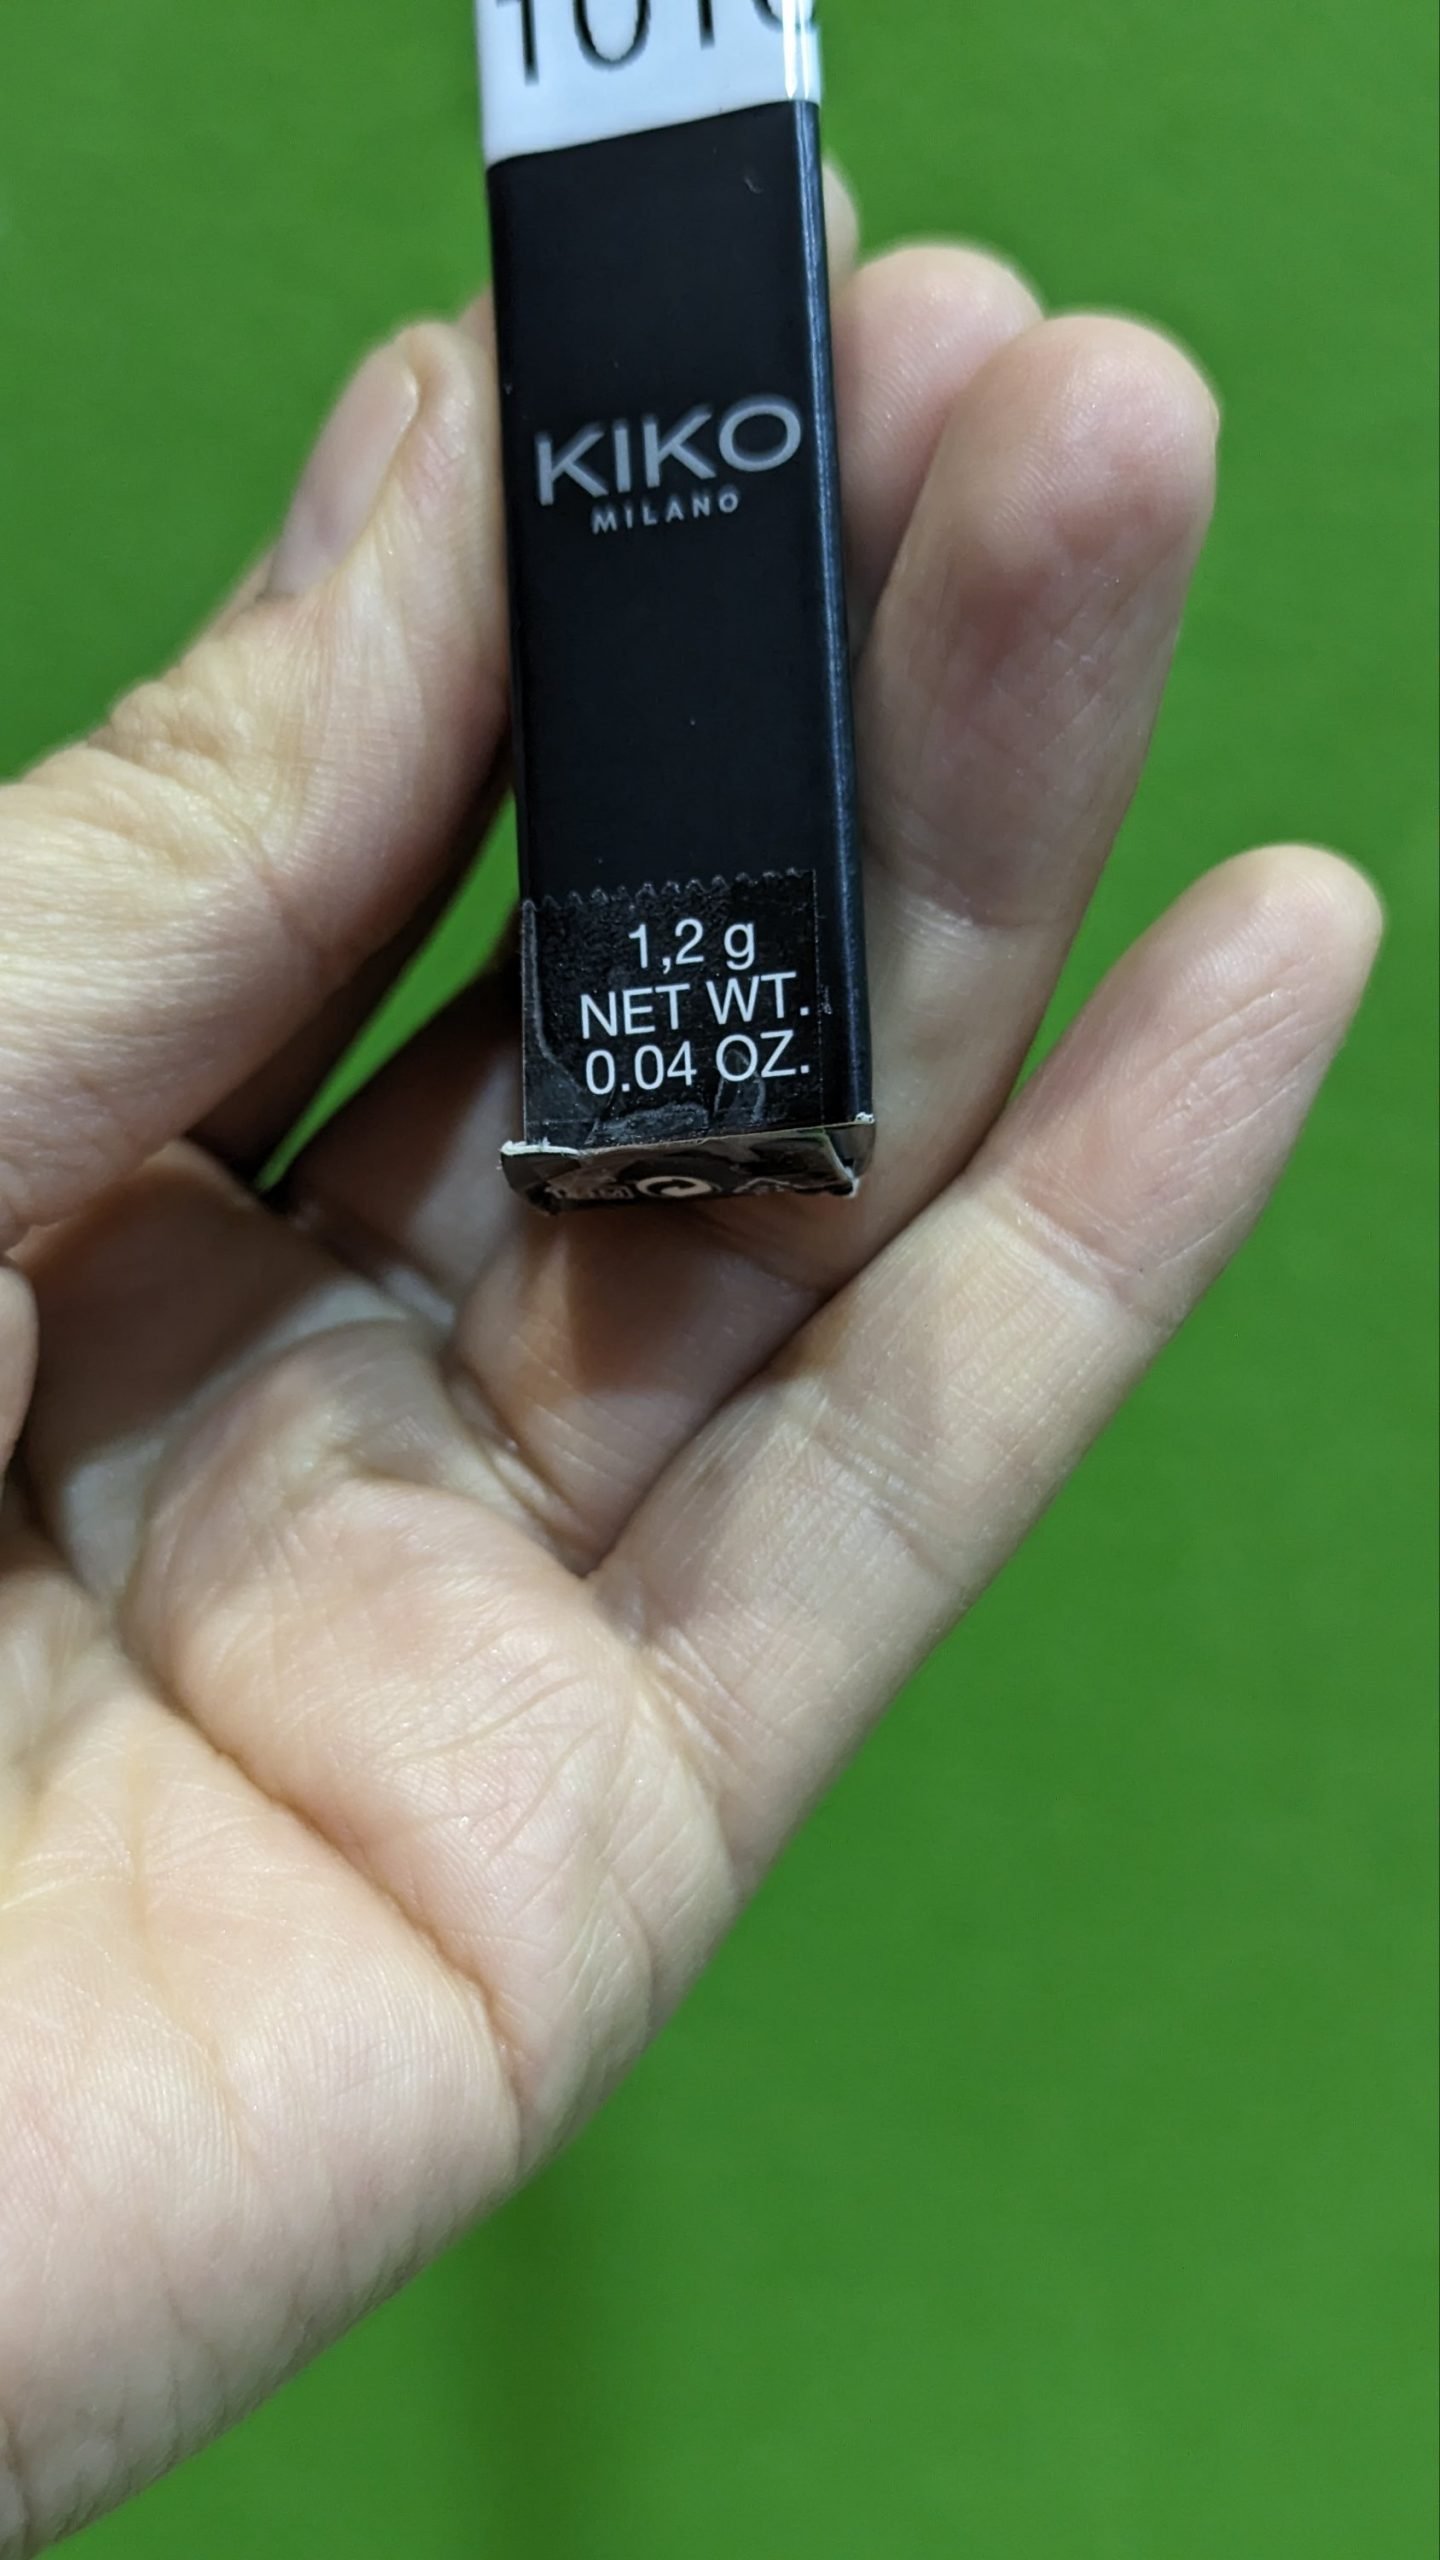 KIKO
MILANO
1,2 g
NET WT.
0.04 OZ.